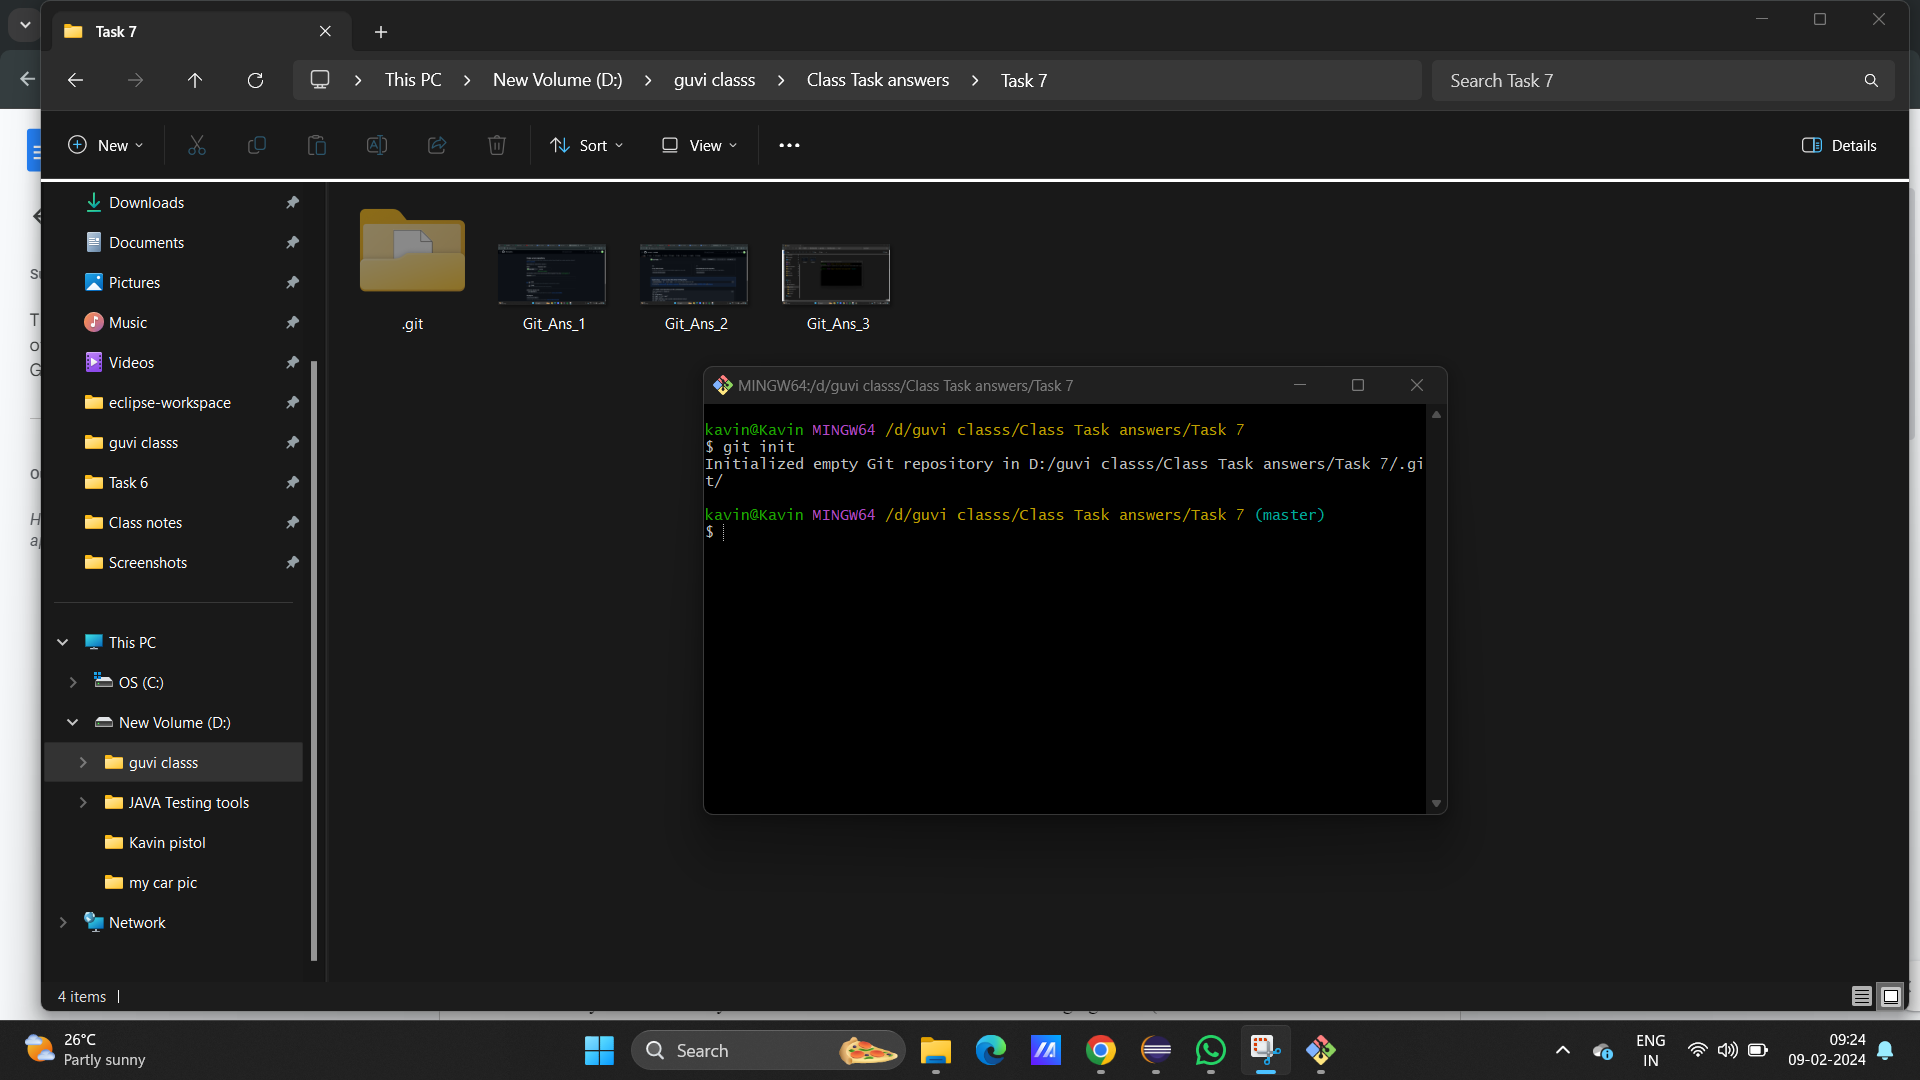 Task 7
This PC
New Volume (D:)
guvi classs
Class Task answers
Task 7
Search Task 7
New
Sort
View
Details
Downloads
Documents
Pictures
Music
Videos
eclipse-workspace
guvi classs
Task 6
Class notes
Screenshots
This PC
OS (C:)
New Volume (D:)
guvi classs
JAVA Testing tools
Kavin pistol
my car pic
Network
.git
Git_Ans_1
Git_Ans_2
Git_Ans_3
MINGW64:/d/guvi classs/Class Task answers/Task 7
kavin@Kavin MINGW64 /d/guvi classs/Class Task answers/Task 7
$ git init
Initialized empty Git repository in D:/guvi classs/Class Task answers/Task 7/.gi
t/
kavin@Kavin MINGW64 /d/guvi classs/Class Task answers/Task 7 (master)
$
4 items
26°C
Partly sunny
Search
ENG
IN
09:24
09-02-2024